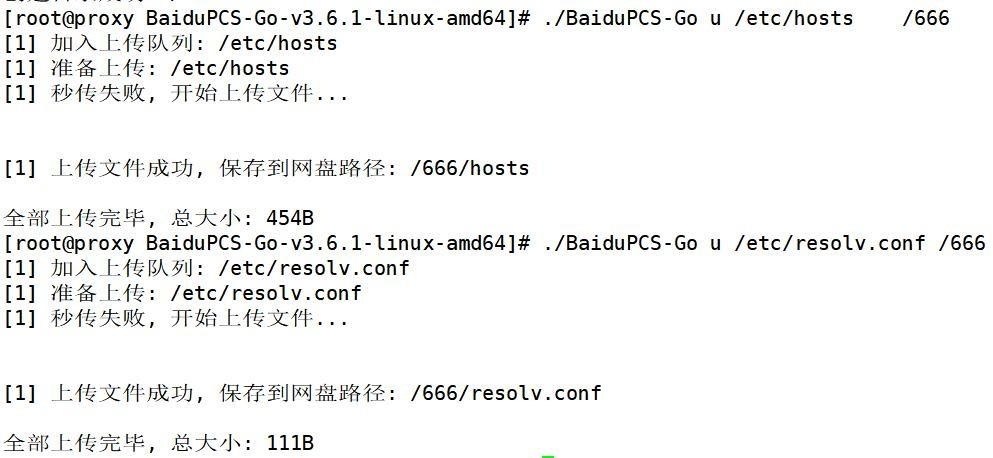 [root@proxy BaiduPCS-Go-v3.6.1-linux-amd64]# ./BaiduPCS-Go u /etc/hosts    /666
[1] 加入上传队列: /etc/hosts
[1] 准备上传: /etc/hosts
[1] 秒传失败, 开始上传文件...
[1] 上传文件成功, 保存到网盘路径: /666/hosts
全部上传完毕, 总大小: 454B
[root@proxy BaiduPCS-Go-v3.6.1-linux-amd64]# ./BaiduPCS-Go u /etc/resolv.conf /666
[1] 加入上传队列: /etc/resolv.conf
[1] 准备上传: /etc/resolv.conf
[1] 秒传失败, 开始上传文件...
[1] 上传文件成功, 保存到网盘路径: /666/resolv.conf
全部上传完毕, 总大小: 111B